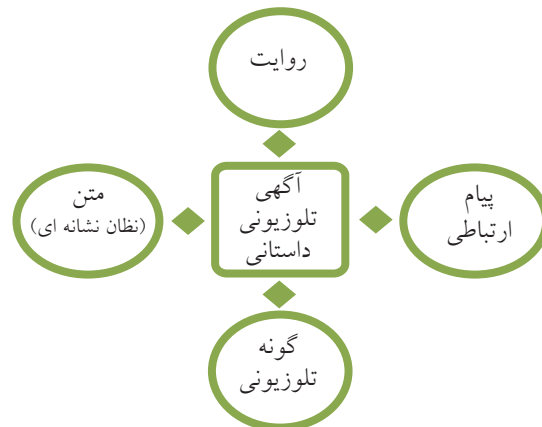 روایت
متن
(نظان نشانه ای)
آگهی
تلوزیونی
داستانی
پیام
ارتباطی
گونه
تلوزیونی